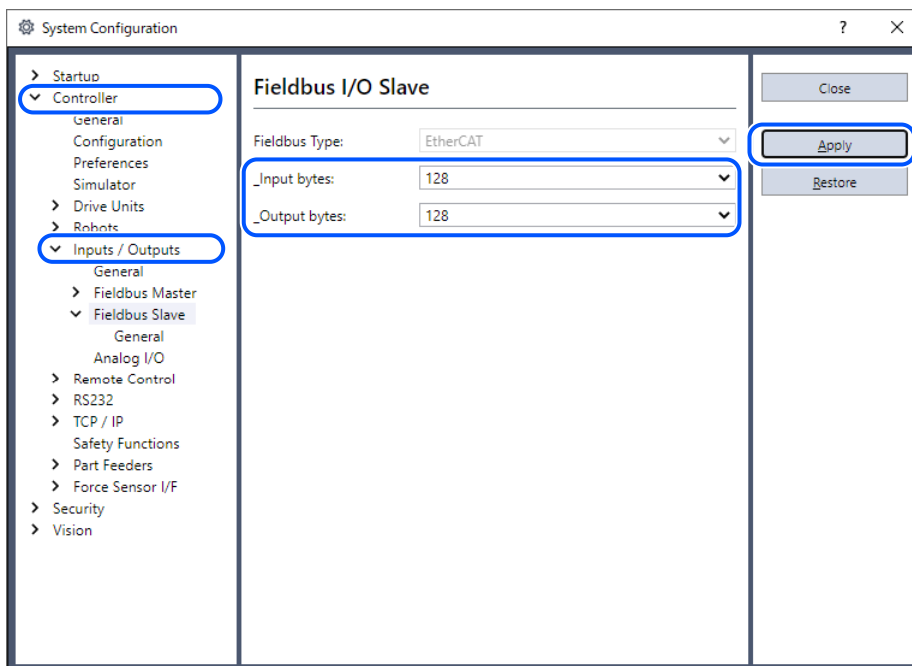 System Configuration
?
Startup
Controller
General
Configuration
Preferences
Simulator
Drive Units
Robots
Inputs / Outputs
General
Fieldbus Master
Fieldbus Slave
General
Analog I/O
Remote Control
RS232
TCP / IP
Safety Functions
Part Feeders
Force Sensor I/F
Security
Vision
Fieldbus I/O Slave
Fieldbus Type: EtherCAT
_Input bytes: 128
_Output bytes: 128
Close
Apply
Restore